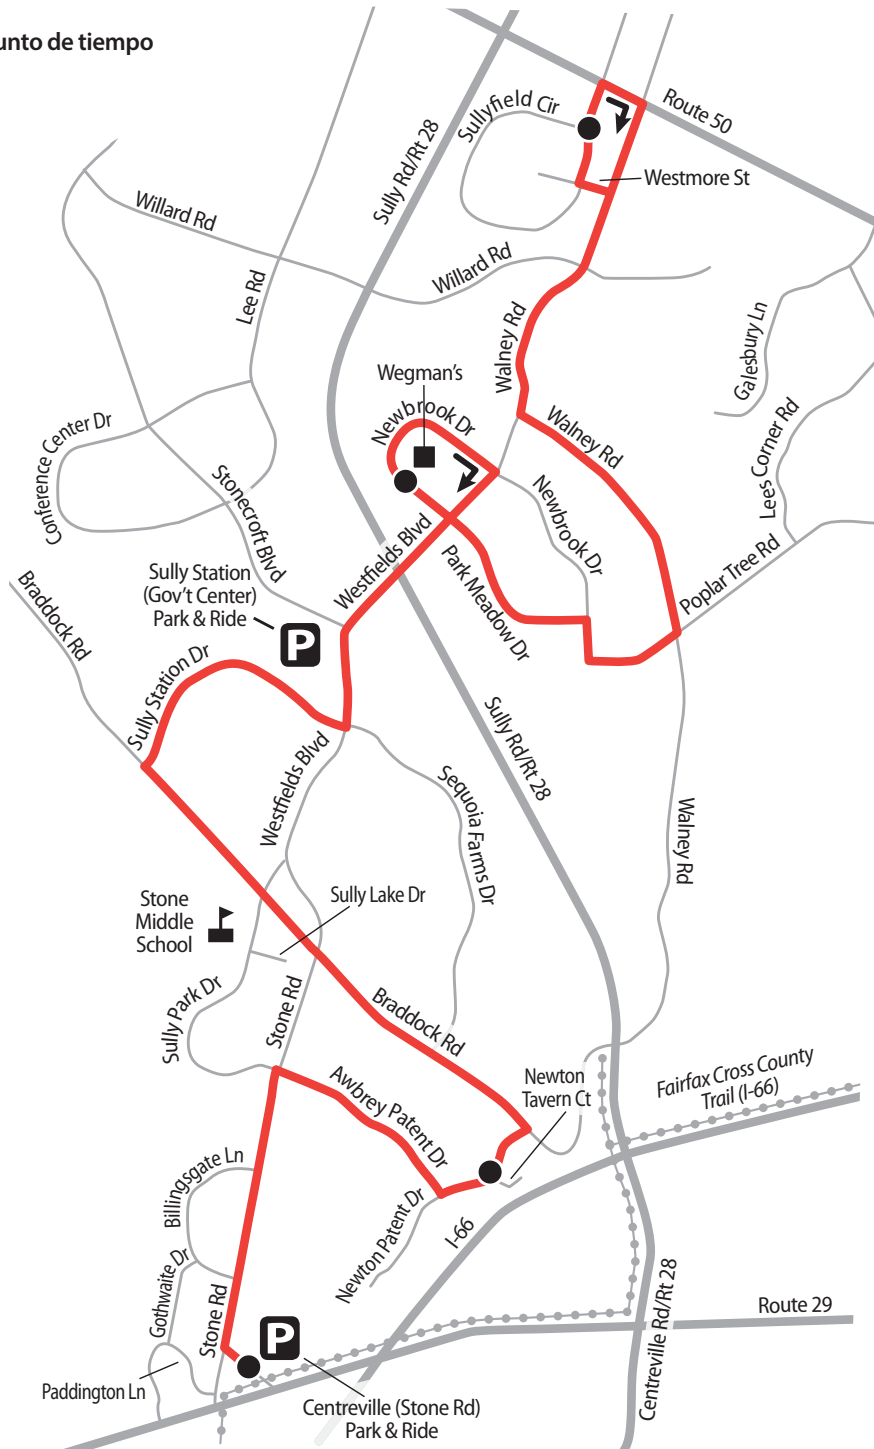 unto de tiempo
Sullyfield Cir
Route 50
Sully Rd/Rt 28
Westmore St
Willard Rd
Willard Rd
Lee Rd
Walney Rd
Galesbury Ln
Wegman's
Newbrook Dr
Walney Rd
Conference Center Dr
Lees Corner Rd
Stonecroft Blvd
Newbrook Dr
Westfields Blvd
Poplar Tree Rd
Park Meadow Dr
Sully Station
(Gov't Center)
Park & Ride
P
Braddock Rd
Sully Station Dr
Sully Rd/Rt 28
Westfields Blvd
Sequoia Farms Dr
Walney Rd
Stone
Middle
School
Sully Lake Dr
Sully Park Dr
Stone Rd
Braddock Rd
Newton
Tavern Ct
Fairfax Cross County
Trail (I-66)
Awbrey Patent Dr
Billingsgate Ln
Newton Patent Dr
I-66
Gothwaite Dr
Stone Rd
Centreville Rd/Rt 28
Route 29
P
Paddington Ln
Centreville (Stone Rd)
Park & Ride